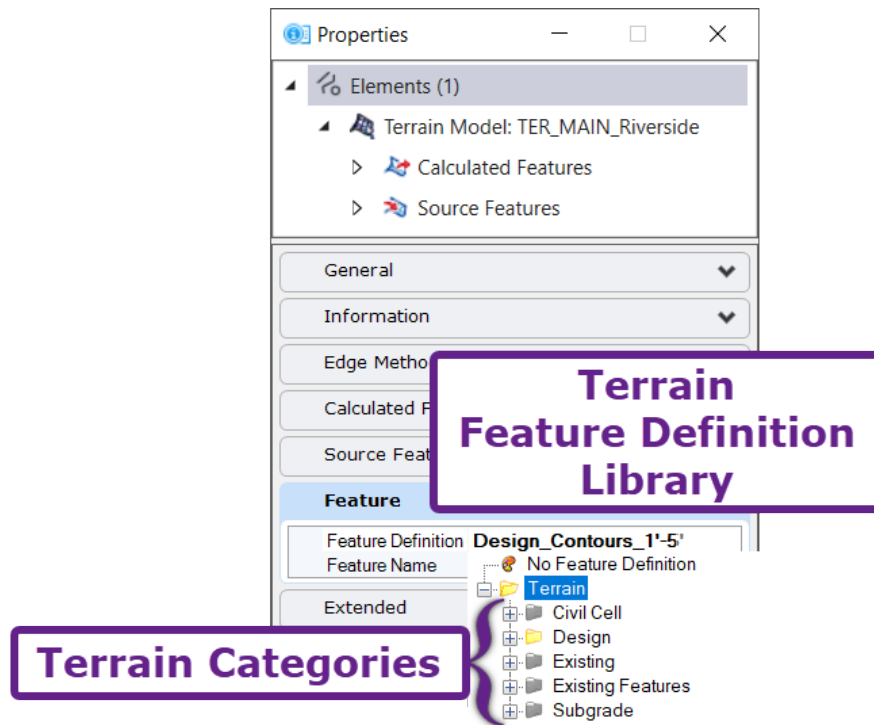 Properties
Elements (1)
Terrain Model: TER_MAIN_Riverside
Calculated Features
Source Features
General
Information
Edge Metho
Calculated F
Source Feat
Terrain
Feature Definition
Library
Feature
Feature Definition Design_Contours_1'-5'
Feature Name
No Feature Definition
Terrain
Extended
Civil Cell
Design
Existing
Existing Features
Subgrade
Terrain Categories